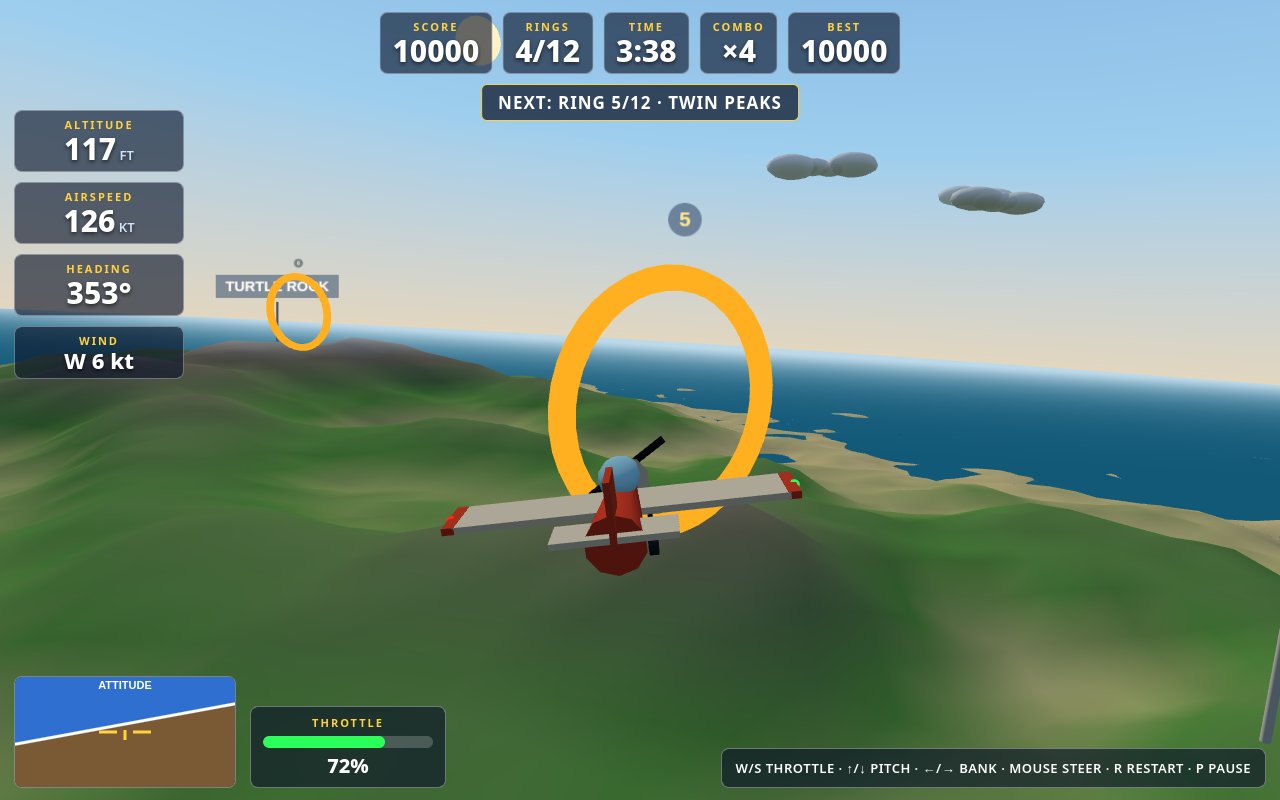 SCORE
10000
RINGS
4/12
TIME
3:38
COMBO
×4
BEST
10000
NEXT: RING 5/12 · TWIN PEAKS
ALTITUDE
117 FT
AIRSPEED
126 KT
HEADING
353°
WIND
W 6 kt
5
TURTLE ROCK
ATTITUDE
THROTTLE
72%
W/S THROTTLE · ↑/↓ PITCH · ←/→ BANK · MOUSE STEER · R RESTART · P PAUSE